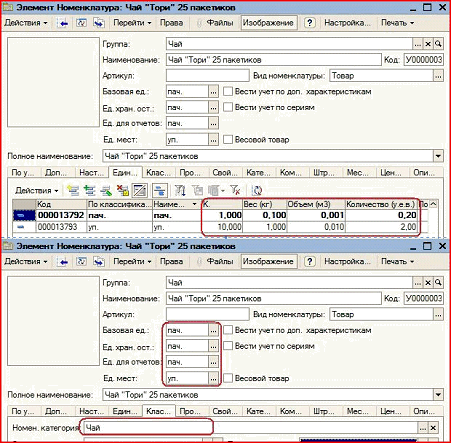 Элемент Номенклатура: Чай "Тори" 25 пакетиков
Действия Перейти Права Файлы Изображение ? Настройка... Печать
Группа: Чай
Наименование: Чай "Тори" 25 пакетиков Код: У0000003
Артикул: Вид номенклатуры: Товар
Базовая ед.: пач. Вести учет по доп. характеристикам
Ед. хран. ост.: пач. Вести учет по сериям
Ед. для отчетов: пач.
Ед. мест: уп. Весовой товар
Полное наименование: Чай "Тори" 25 пакетиков
По у... Доп... Наст... Един... Клас... Про... Свой... Кате... Ком... Штр... Мес... Цен... До...
Действия
Код По классифика... Наиме... К. Вес (кг) Объем (м3) Количество (у.е.в.) По
000013792 пач. пач. 1,000 0,100 0,001 0,20
000013793 уп. уп. 10,000 1,000 0,010 2,00
Элемент Номенклатура: Чай "Тори" 25 пакетиков
Действия Перейти Права Файлы Изображение ? Настройка... Печать
Группа: Чай
Наименование: Чай "Тори" 25 пакетиков Код: У0000003
Артикул: Вид номенклатуры: Товар
Базовая ед.: пач. Вести учет по доп. характеристикам
Ед. хран. ост.: пач. Вести учет по сериям
Ед. для отчетов: пач.
Ед. мест: уп. Весовой товар
Полное наименование: Чай "Тори" 25 пакетиков
По у... Доп... Наст... Един... Клас... Про... Свой... Кате... Ком... Штр... Мес... Цен... До...
Номен. категория: Чай